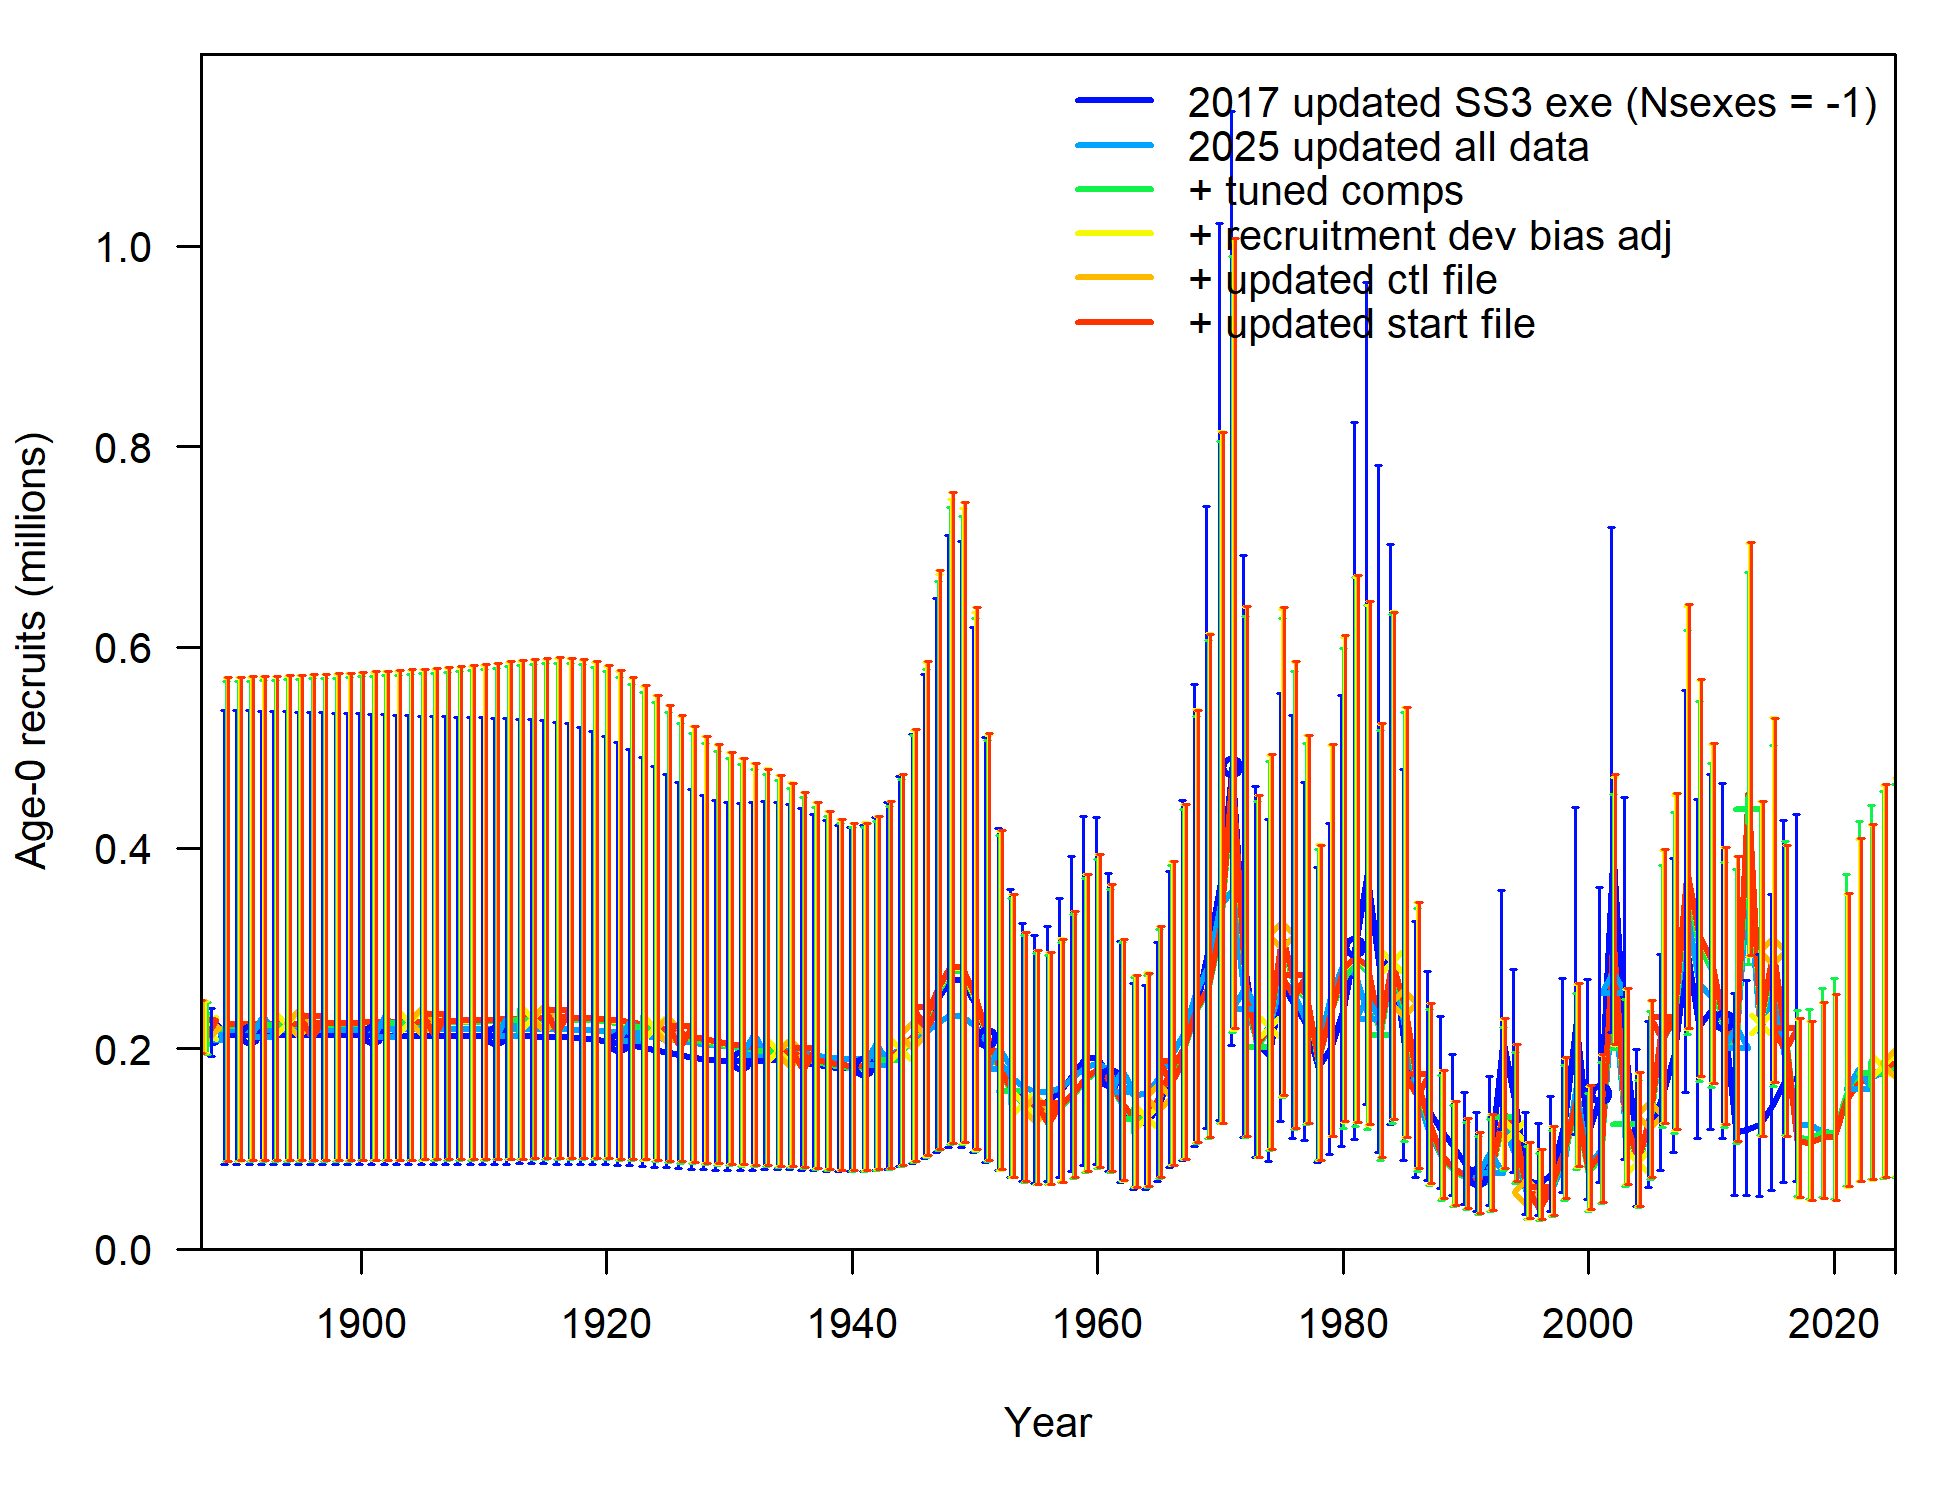 2017 updated SS3 exe (Nsexes = -1)
2025 updated all data
+ tuned comps
+ recruitment dev bias adj
+ updated ctl file
+ updated start file
Age-0 recruits (millions)
1.0
0.8
0.6
0.4
0.2
0.0
1900 1920 1940 1960 1980 2000 2020
Year